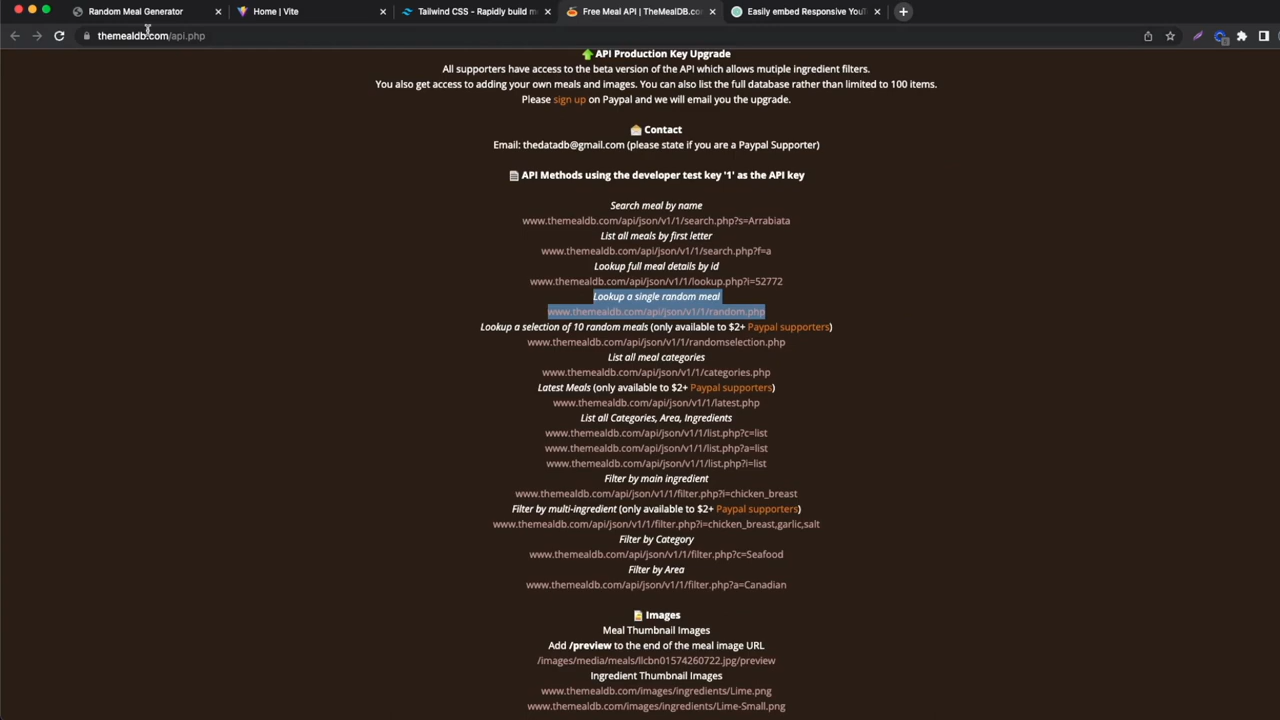 Random Meal Generator
Home | Vite
Tailwind CSS - Rapidly build m
Free Meal API | TheMealDB.com
Easily embed Responsive You
themealdb.com/api.php
API Production Key Upgrade
All supporters have access to the beta version of the API which allows mutiple ingredient filters.
You also get access to adding your own meals and images. You can also list the full database rather than limited to 100 items.
Please sign up on Paypal and we will email you the upgrade.
Contact
Email: thedatadb@gmail.com (please state if you are a Paypal Supporter)
API Methods using the developer test key '1' as the API key
Search meal by name
www.themealdb.com/api/json/v1/1/search.php?s=Arrabiata
List all meals by first letter
www.themealdb.com/api/json/v1/1/search.php?f=a
Lookup full meal details by id
www.themealdb.com/api/json/v1/1/lookup.php?i=52772
Lookup a single random meal
www.themealdb.com/api/json/v1/1/random.php
Lookup a selection of 10 random meals (only available to $2+ Paypal supporters)
www.themealdb.com/api/json/v1/1/randomselection.php
List all meal categories
www.themealdb.com/api/json/v1/1/categories.php
Latest Meals (only available to $2+ Paypal supporters)
www.themealdb.com/api/json/v1/1/latest.php
List all Categories, Area, Ingredients
www.themealdb.com/api/json/v1/1/list.php?c=list
www.themealdb.com/api/json/v1/1/list.php?a=list
www.themealdb.com/api/json/v1/1/list.php?i=list
Filter by main ingredient
www.themealdb.com/api/json/v1/1/filter.php?i=chicken_breast
Filter by multi-ingredient (only available to $2+ Paypal supporters)
www.themealdb.com/api/json/v1/1/filter.php?i=chicken_breast,garlic,salt
Filter by Category
www.themealdb.com/api/json/v1/1/filter.php?c=Seafood
Filter by Area
www.themealdb.com/api/json/v1/1/filter.php?a=Canadian
Images
Meal Thumbnail Images
Add /preview to the end of the meal image URL
/images/media/meals/llcbn01574260722.jpg/preview
Ingredient Thumbnail Images
www.themealdb.com/images/ingredients/Lime.png
www.themealdb.com/images/ingredients/Lime-Small.png